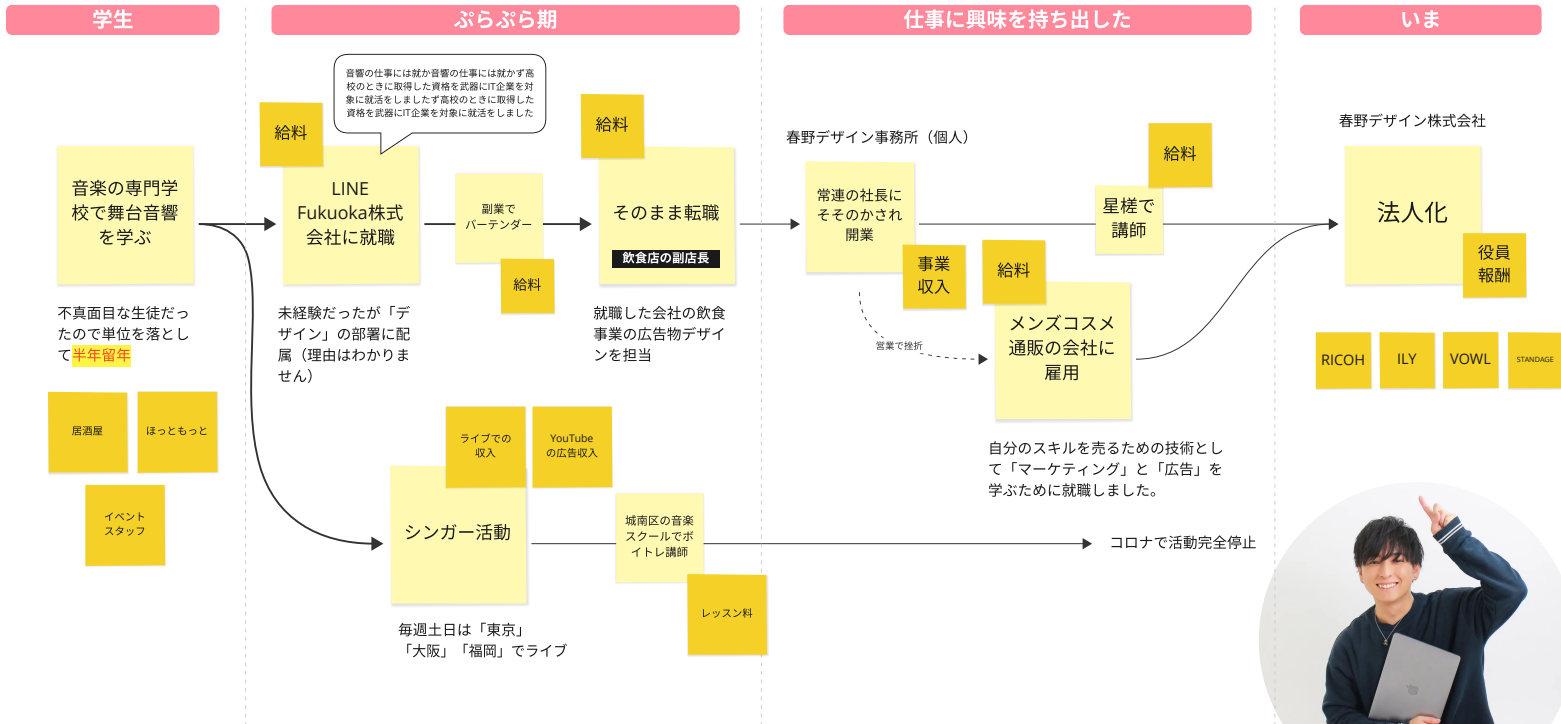 学生
ぷらぷら期
仕事に興味を持ち出した
いま
音楽の専門学
校で舞台音響
を学ぶ
不真面目な生徒だっ
たので単位を落とし
て半年留年
居酒屋
ほっともっと
イベント
スタッフ
音響の仕事には就か音響の仕事には就かず高
校のときに取得した資格を武器にIT企業を対
象に就活をしましたず高校のときに取得した
資格を武器にIT企業を対象に就活をしました
給料
LINE
Fukuoka株式
会社に就職
未経験だったが「デ
ザイン」の部署に配
属（理由はわかりま
せん）
副業で
バーテンダー
給料
給料
そのまま転職
飲食店の副店長
就職した会社の飲食
事業の広告物デザイ
ンを担当
ライブでの
収入
YouTube
の広告収入
シンガー活動
毎週土日は「東京」
「大阪」「福岡」でライブ
城南区の音楽
スクールでボ
イトレ講師
レッスン料
春野デザイン事務所（個人）
常連の社長に
そそのかされ
開業
事業
収入
営業で挫折
給料
メンズコスメ
通販の会社に
雇用
自分のスキルを売るための技術とし
て「マーケティング」と「広告」を
学ぶために就職しました。
給料
星槎で
講師
コロナで活動完全停止
春野デザイン株式会社
法人化
役員
報酬
RICOH
ILY
VOWL
STANDAGE